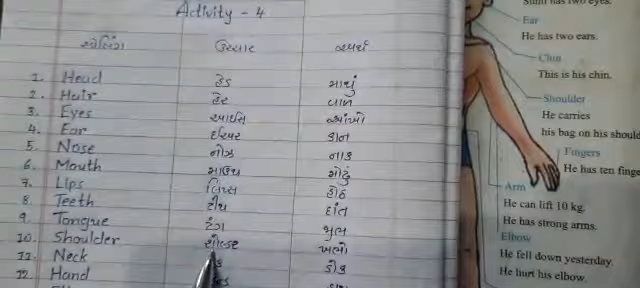 Activity - 4
સ્પેલિંગ ઉચ્ચાર અર્થ
1. Head હેડ માથું
2. Hair હેર વાળ
3. Eyes આઈસ આંખો
4. Ear ઈયર કાન
5. Nose નોઝ નાક
6. Mouth માઉથ મોઢું
7. Lips લિપ્સ હોઠ
8. Teeth ટીથ દાંત
9. Tongue ટંગ જીભ
10. Shoulder શોલ્ડર ખભો
11. Neck ડોક
12. Hand
Ear
He has two ears.
Chin
This is his chin.
Shoulder
He carries
his bag on his should
Fingers
He has ten finge
Arm
He can lift 10 kg.
He has strong arms.
Elbow
He fell down yesterday.
He hurt his elbow.